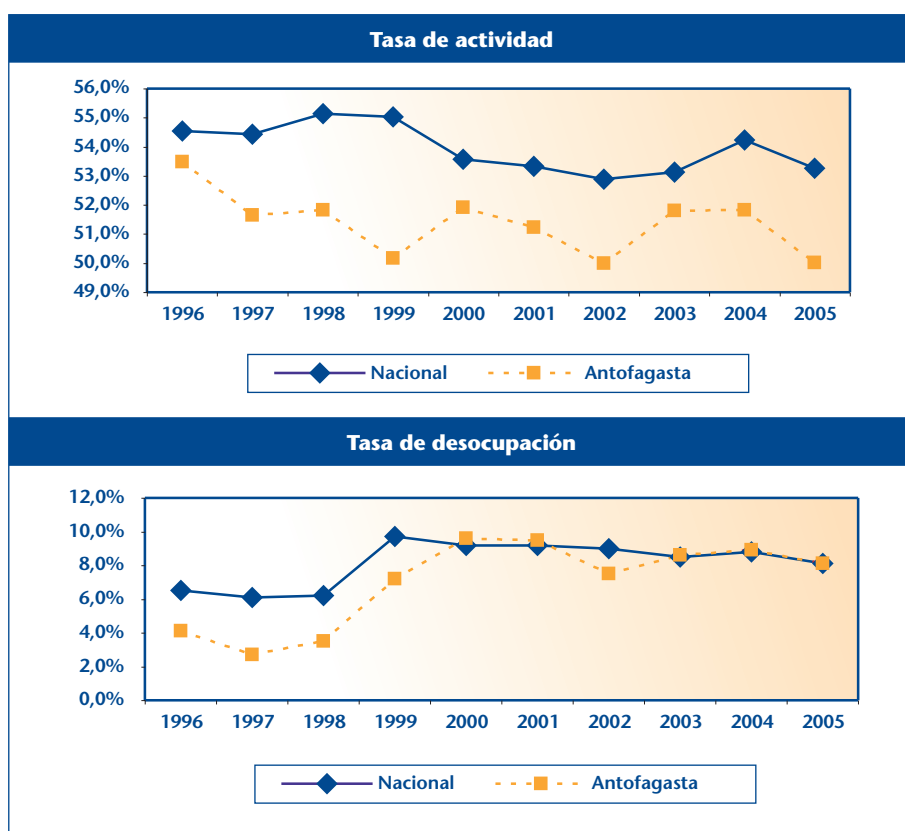 Tasa de actividad
56,0%
55,0%
54,0%
53,0%
52,0%
51,0%
50,0%
49,0%
1996 1997 1998 1999 2000 2001 2002 2003 2004 2005
Nacional Antofagasta
Tasa de desocupación
12,0%
10,0%
8,0%
6,0%
4,0%
2,0%
0,0%
1996 1997 1998 1999 2000 2001 2002 2003 2004 2005
Nacional Antofagasta